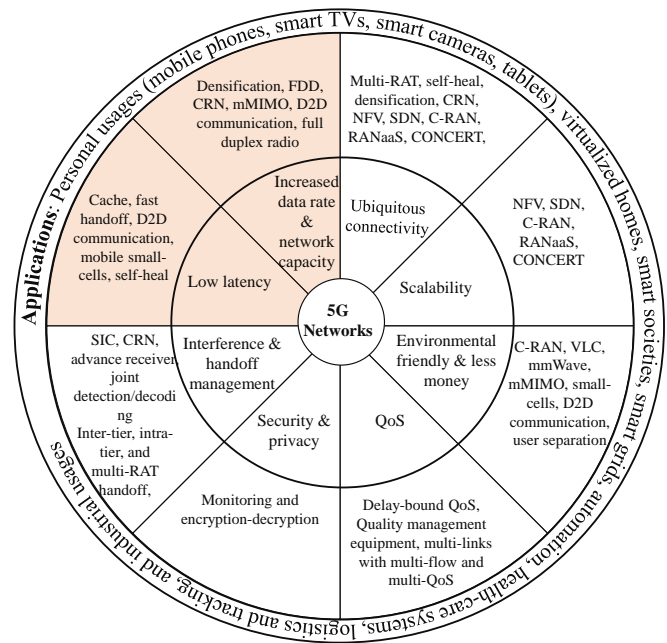 Applications: Personal usages (mobile phones, smart TVs, smart cameras, tablets), virtualized homes, smart societies, smart grids, automation, health-care systems, logistics and tracking, and industrial usages
Densification, FDD,
CRN, mMIMO, D2D
communication, full
duplex radio
Multi-RAT, self-heal,
densification, CRN,
NFV, SDN, C-RAN,
RANaaS, CONCERT,
Cache, fast
handoff, D2D
communication,
mobile small-
cells, self-heal
Increased
data rate
&
network
capacity
Ubiquitous
connectivity
NFV, SDN,
C-RAN,
RANaaS,
CONCERT
Low latency
Scalability
5G
Networks
SIC, CRN,
advance receiver,
joint
detection/decodi
ng
Inter-tier, intra-
tier, and
multi-RAT
handoff,
Interference &
handoff
management
Environmental
friendly & less
money
C-RAN, VLC,
mmWave,
mMIMO, small-
cells, D2D
communication,
user separation
Security &
privacy
QoS
Monitoring and
encryption-decryption
Delay-bound QoS,
Quality management
equipment, multi-links
with multi-flow and
multi-QoS